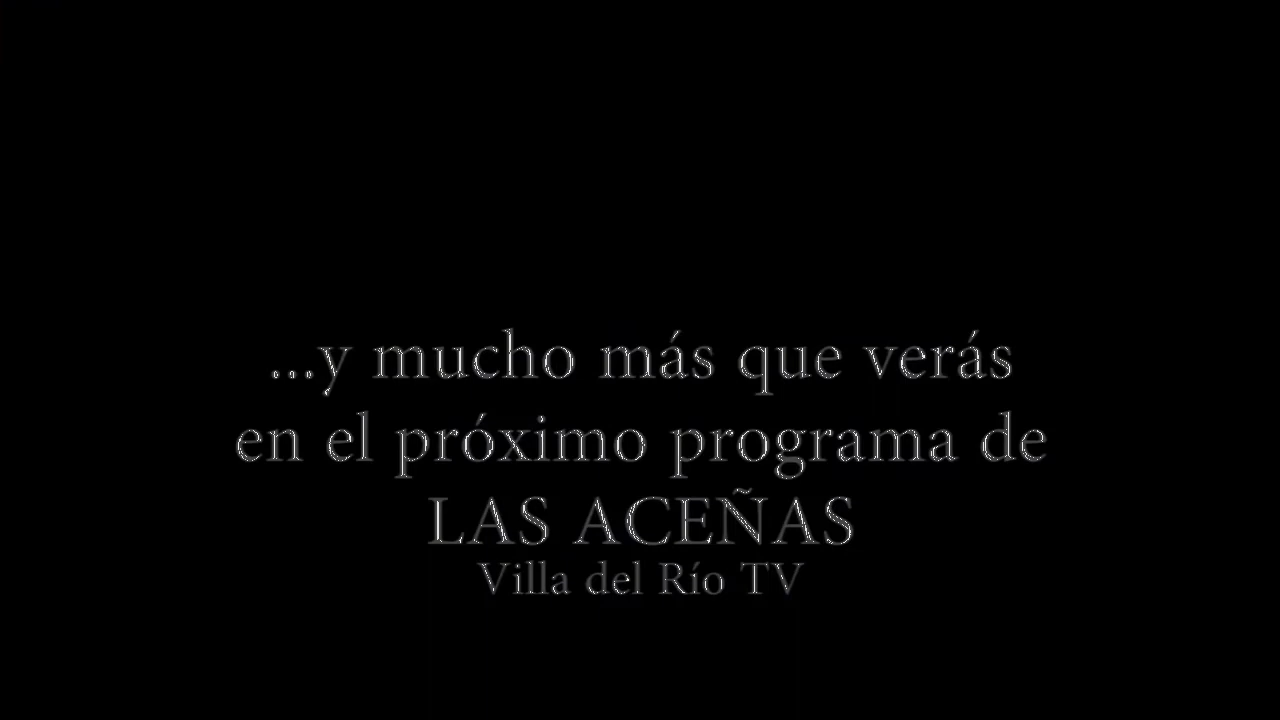 ...y mucho más que verás
en el próximo programa de
LAS ACEÑAS
Villa del Río TV